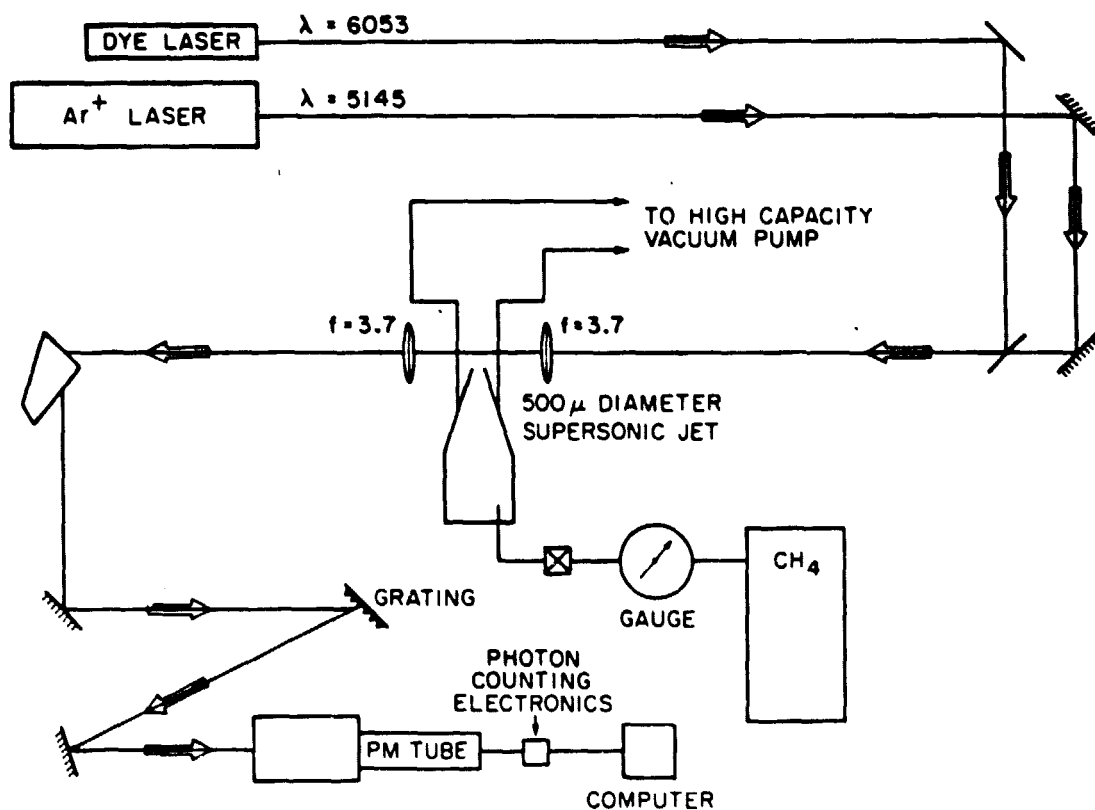 DYE LASER
λ = 6053
Ar+ LASER
λ = 5145
TO HIGH CAPACITY
VACUUM PUMP
f = 3.7
f = 3.7
500 μ DIAMETER
SUPERSONIC JET
CH4
GRATING
GAUGE
PHOTON
COUNTING
ELECTRONICS
PM TUBE
COMPUTER